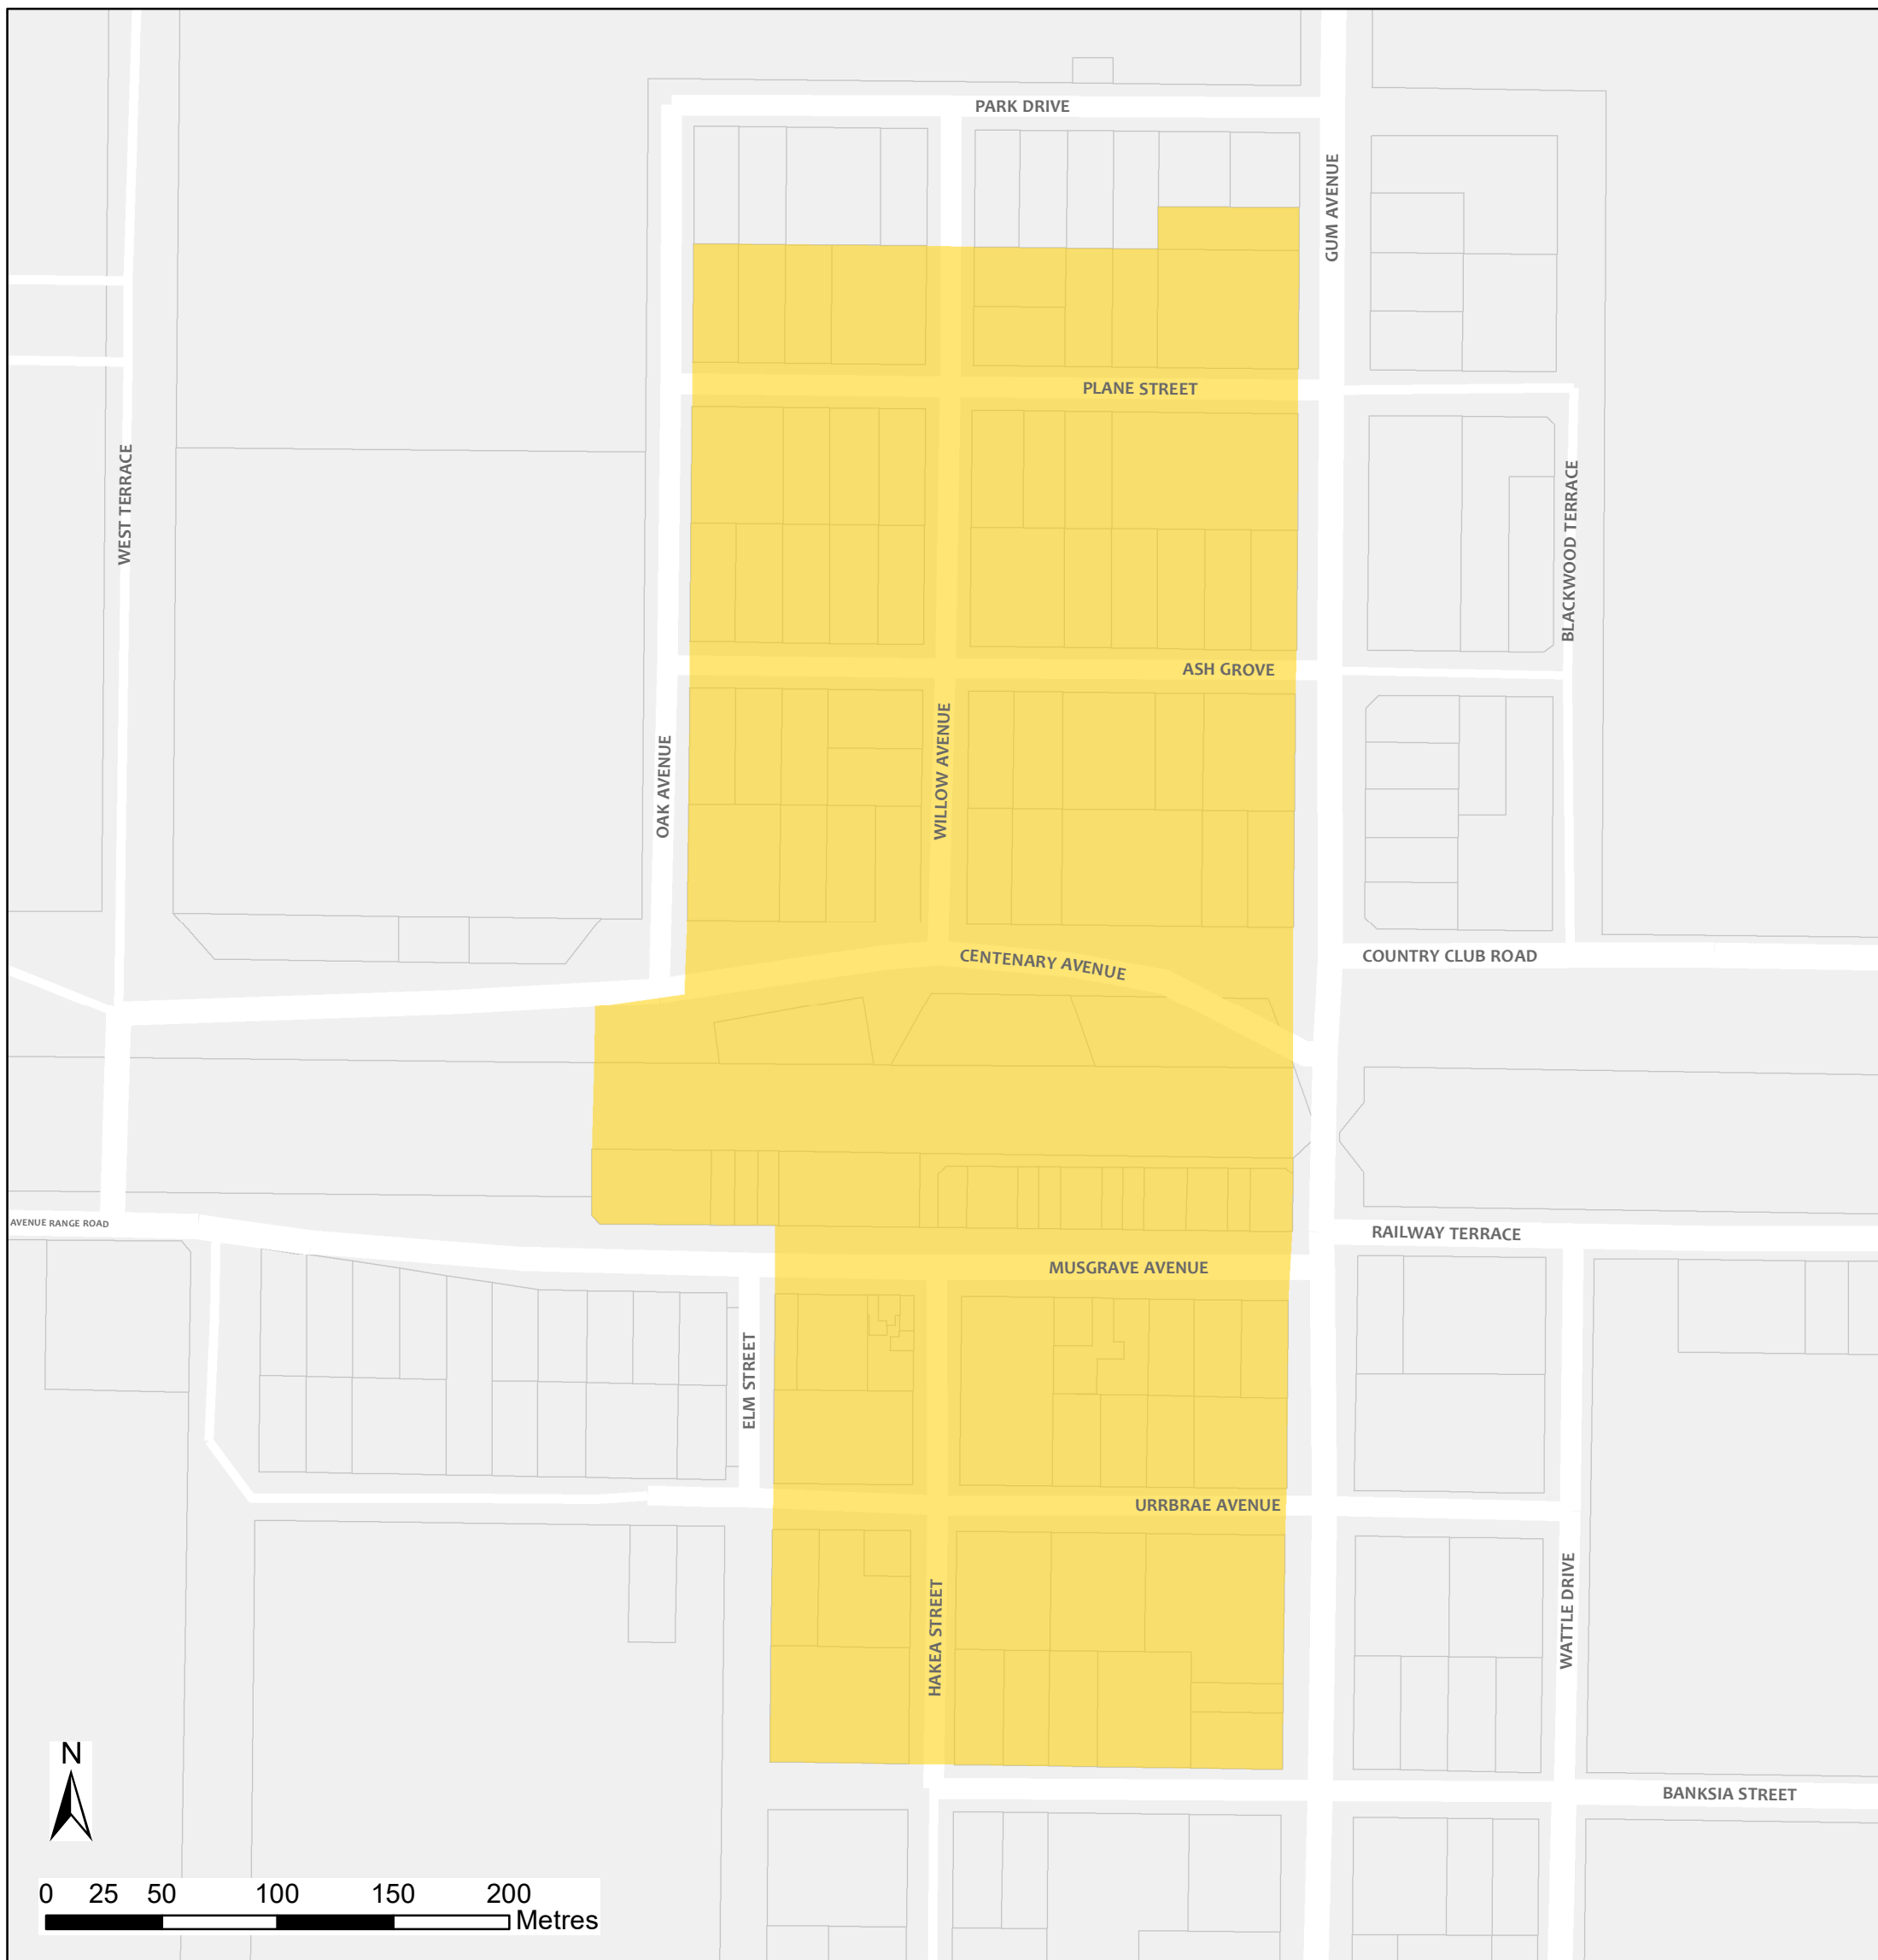 PARK DRIVE
GUM AVENUE
PLANE STREET
WEST TERRACE
BLACKWOOD TERRACE
ASH GROVE
WILLOW AVENUE
OAK AVENUE
CENTENARY AVENUE
COUNTRY CLUB ROAD
AVENUE RANGE ROAD
RAILWAY TERRACE
MUSGRAVE AVENUE
ELM STREET
URRBRAE AVENUE
HAKEA STREET
WATTLE DRIVE
N
BANKSIA STREET
0 25 50 100 150 200
Metres